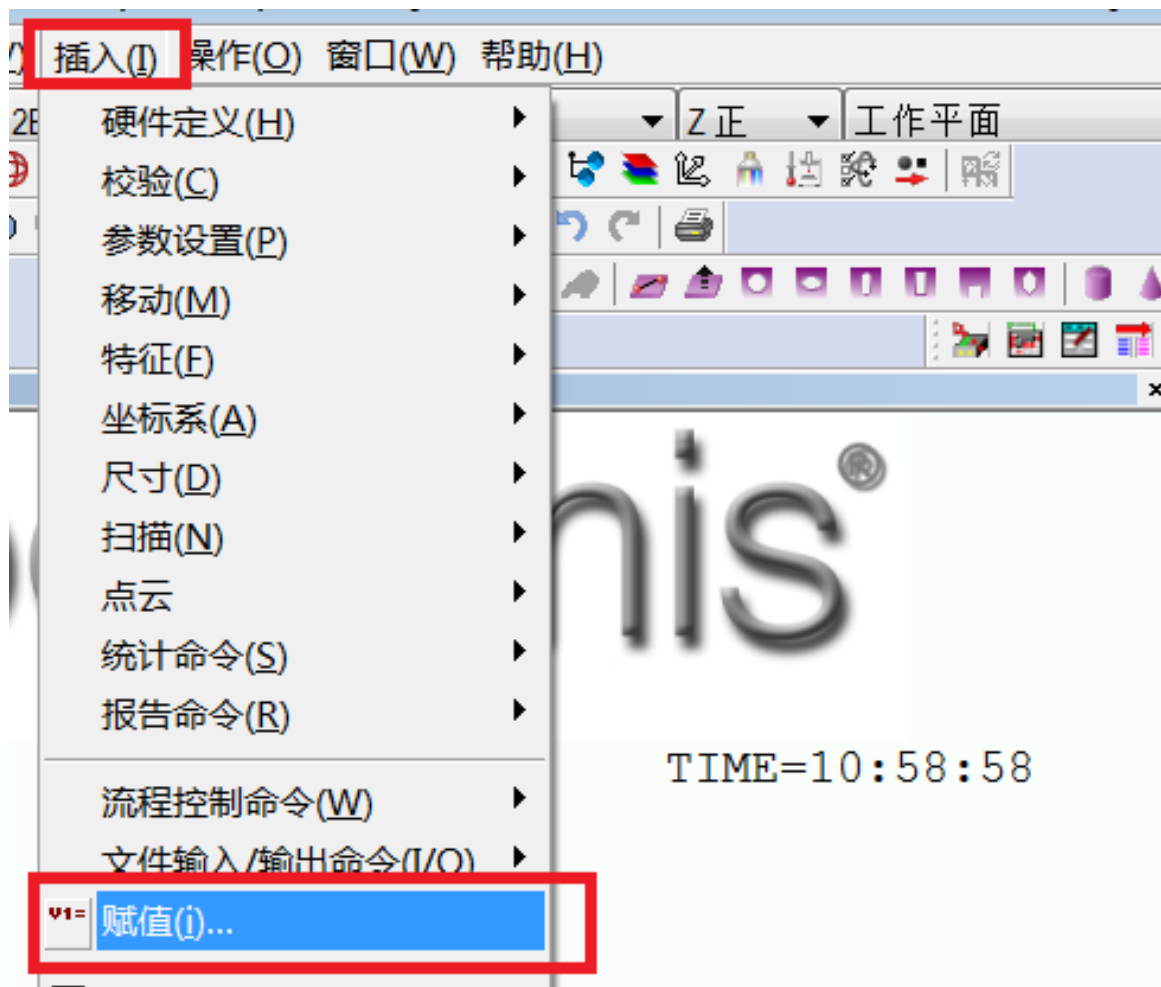 插入(I) 操作(O) 窗口(W) 帮助(H)
硬件定义(H)
Z 正
工作平面
校验(C)
参数设置(P)
移动(M)
特征(F)
坐标系(A)
尺寸(D)
扫描(N)
点云
统计命令(S)
报告命令(R)
TIME=10:58:58
流程控制命令(W)
文件输入/输出命令(I/O)
V1= 赋值(i)...